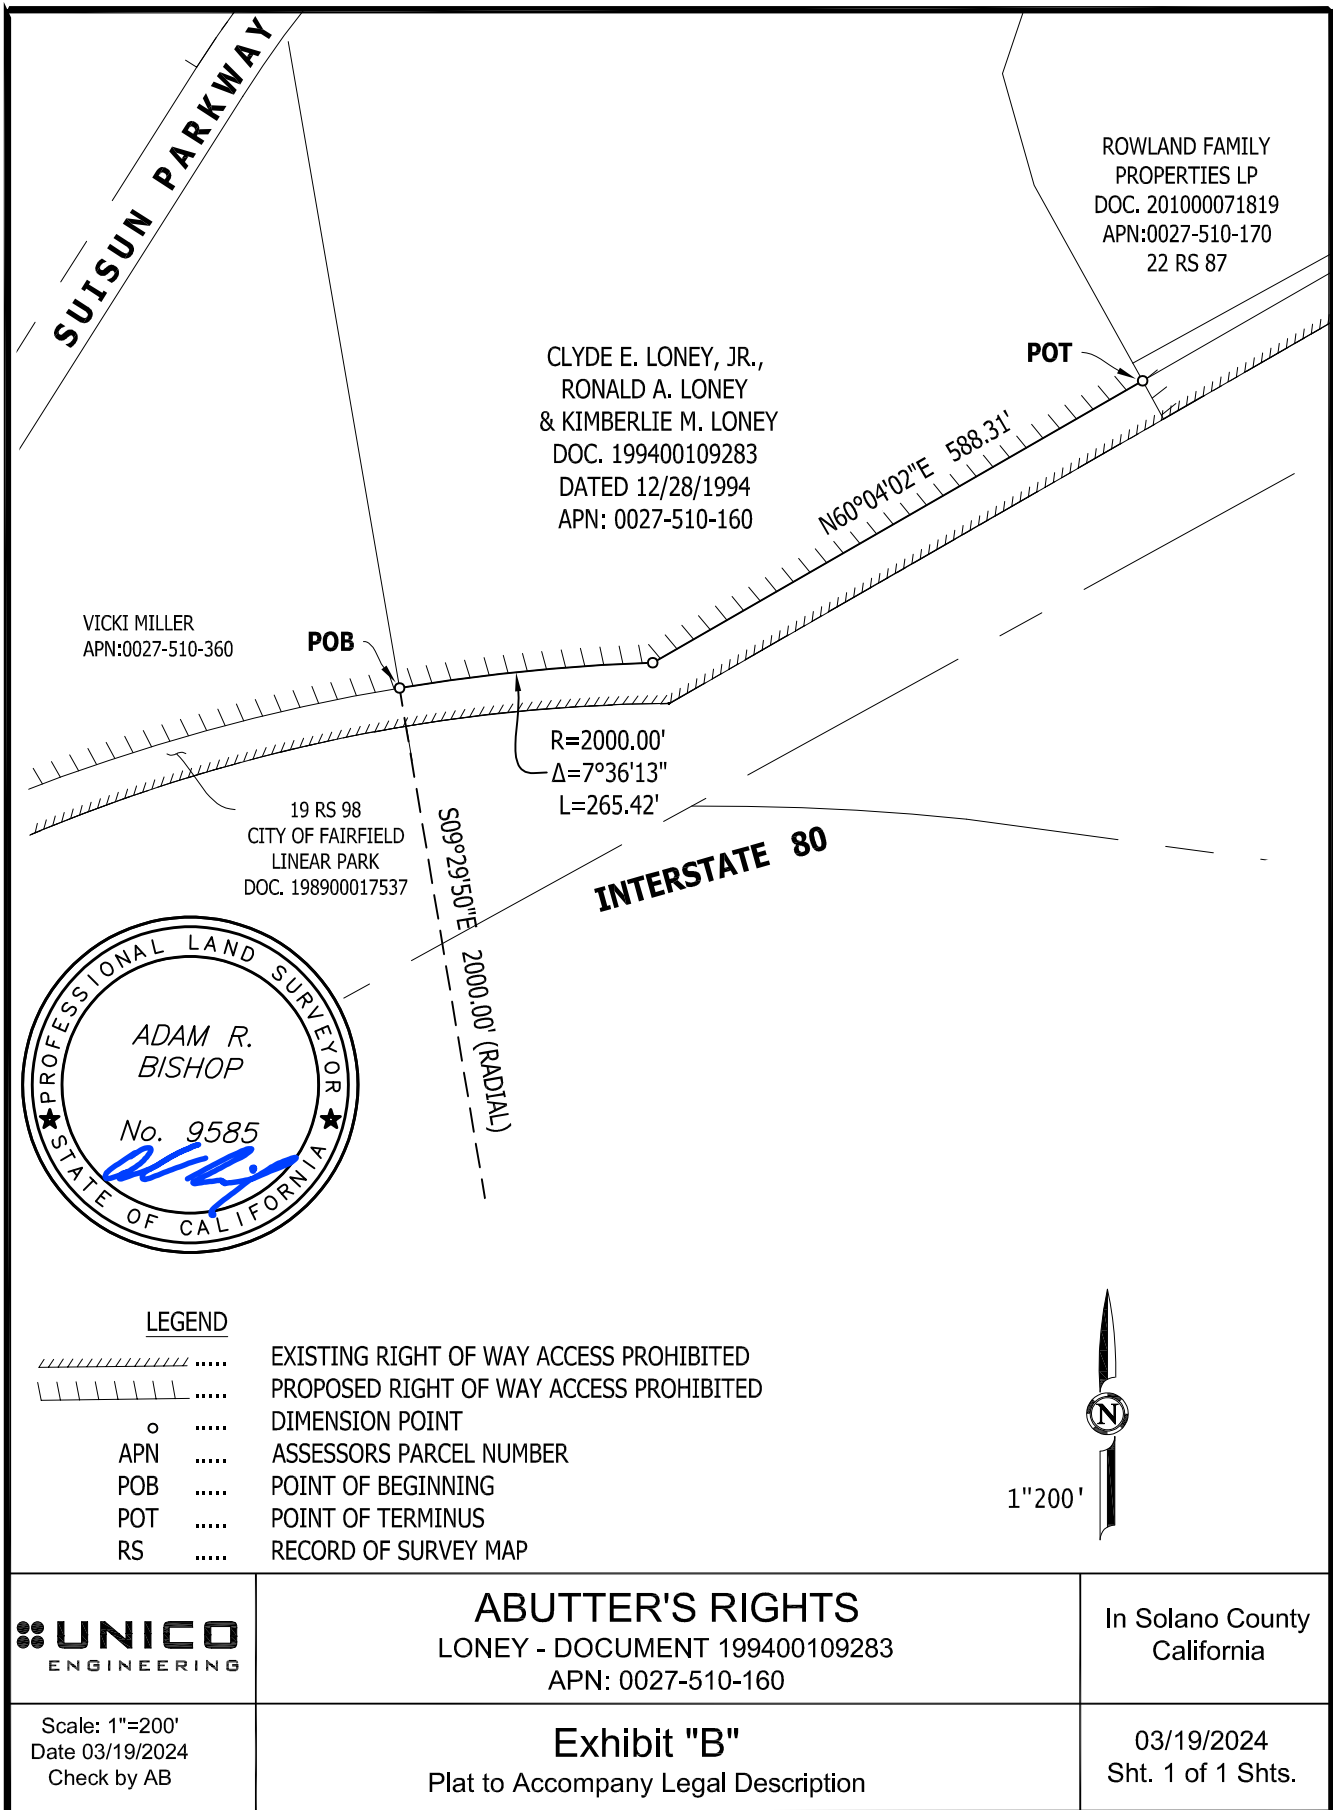 SUISUN PARKWAY
ROWLAND FAMILY
PROPERTIES LP
DOC. 201000071819
APN:0027-510-170
22 RS 87
POT
CLYDE E. LONEY, JR.,
RONALD A. LONEY
& KIMBERLIE M. LONEY
DOC. 199400109283
DATED 12/28/1994
APN: 0027-510-160
N60°04'02"E 588.31'
VICKI MILLER
APN:0027-510-360
POB
R=2000.00'
Δ=7°36'13"
L=265.42'
19 RS 98
CITY OF FAIRFIELD
LINEAR PARK
DOC. 198900017537
S09°29'50"E 2000.00' (RADIAL)
INTERSTATE 80
PROFESSIONAL LAND SURVEYOR
ADAM R.
BISHOP
No. 9585
STATE OF CALIFORNIA
LEGEND
..... EXISTING RIGHT OF WAY ACCESS PROHIBITED
..... PROPOSED RIGHT OF WAY ACCESS PROHIBITED
..... DIMENSION POINT
APN ..... ASSESSORS PARCEL NUMBER
POB ..... POINT OF BEGINNING
POT ..... POINT OF TERMINUS
RS ..... RECORD OF SURVEY MAP
N
1"200'
UNICO
ENGINEERING
ABUTTER'S RIGHTS
LONEY - DOCUMENT 199400109283
APN: 0027-510-160
In Solano County
California
Scale: 1"=200'
Date 03/19/2024
Check by AB
Exhibit "B"
Plat to Accompany Legal Description
03/19/2024
Sht. 1 of 1 Shts.